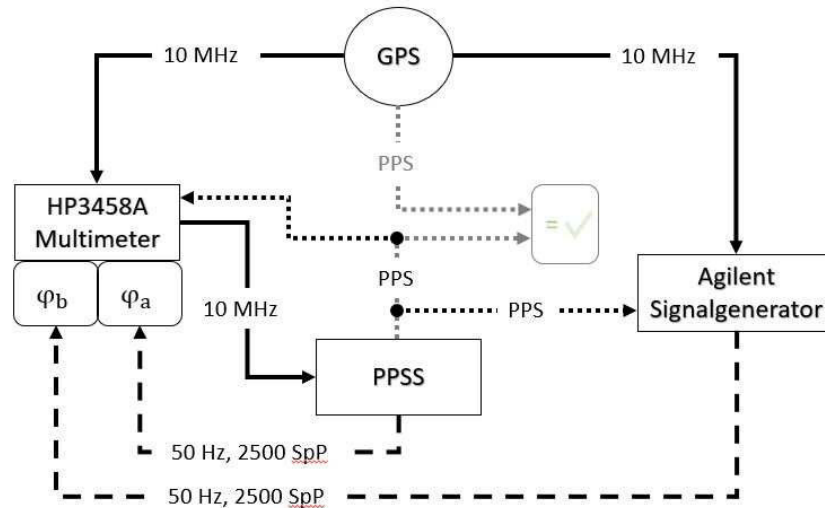 GPS
10 MHz
10 MHz
PPS
HP3458A
Multimeter
=
φb
φa
10 MHz
PPS
PPS
Agilent
Signalgenerator
PPSS
50 Hz, 2500 SpP
50 Hz, 2500 SpP